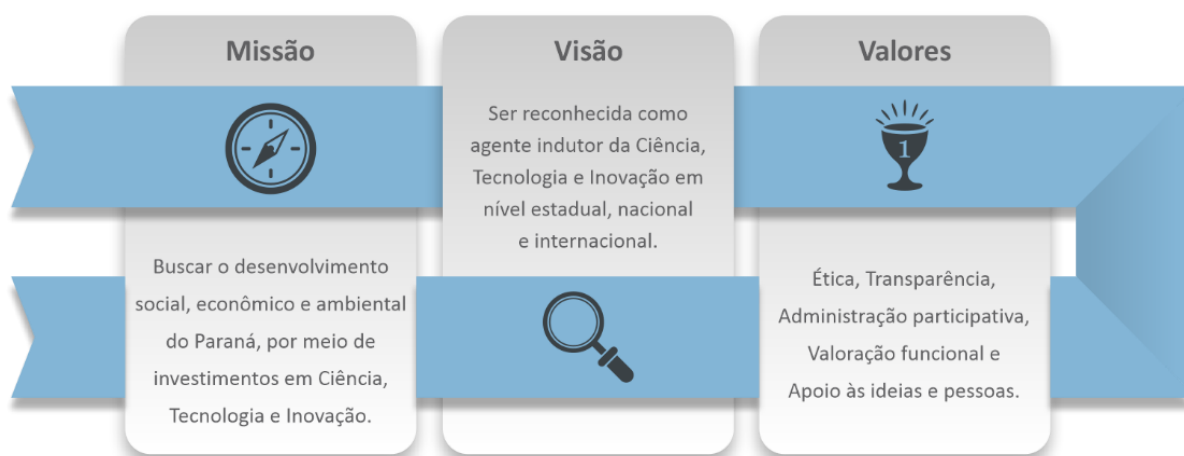 Missão
Buscar o desenvolvimento
social, econômico e ambiental
do Paraná, por meio de
investimentos em Ciência,
Tecnologia e Inovação.
Visão
Ser reconhecida como
agente indutor da Ciência,
Tecnologia e Inovação em
nível estadual, nacional
e internacional.
Valores
1
Ética, Transparência,
Administração participativa,
Valoração funcional e
Apoio às ideias e pessoas.